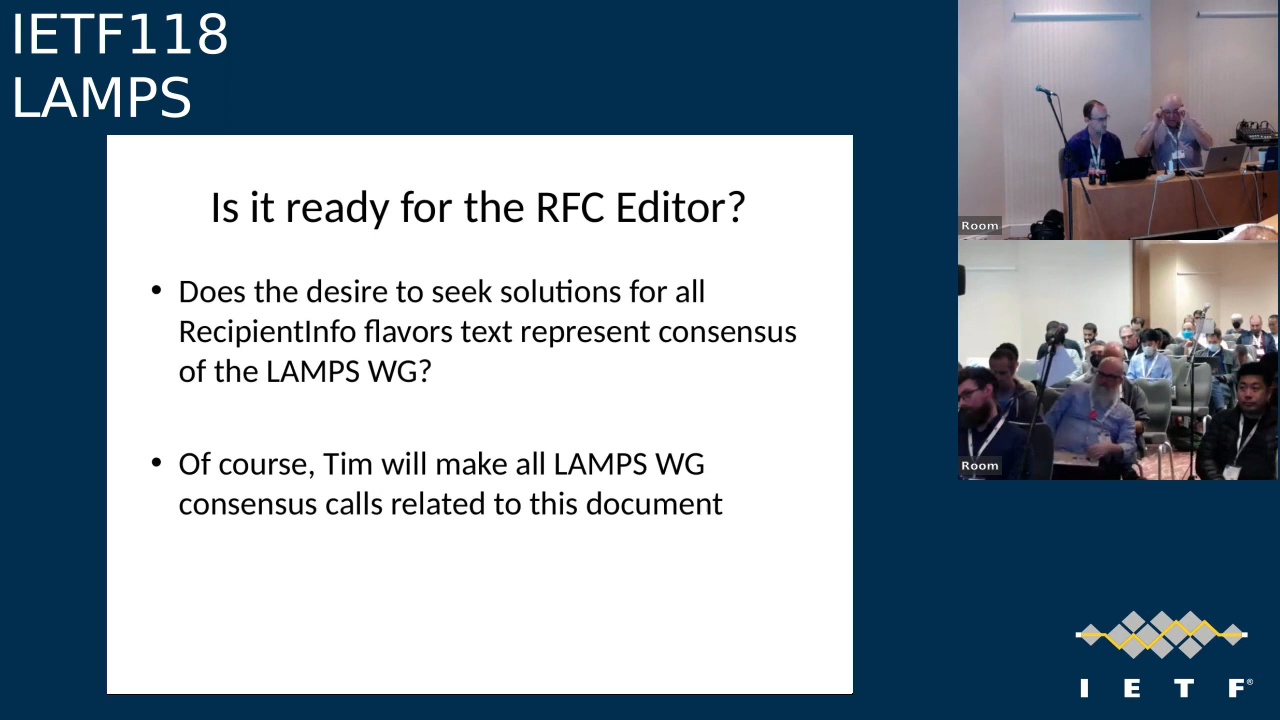 IETF118
LAMPS
Is it ready for the RFC Editor?
• Does the desire to seek solutions for all
RecipientInfo flavors text represent consensus
of the LAMPS WG?
• Of course, Tim will make all LAMPS WG
consensus calls related to this document
Room
Room
I E T F®